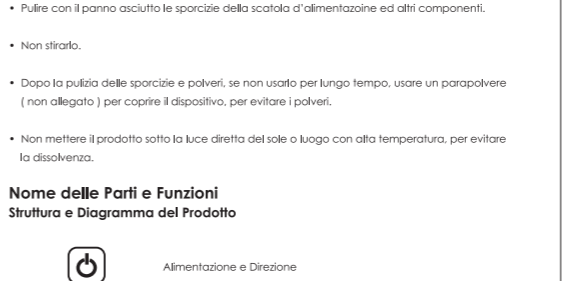 • Pulire con il panno asciutto le sporcizie della scatola d'alimentazoine ed altri componenti.
• Non stirarlo.
• Dopo la pulizia delle sporcizie e polveri, se non usarlo per lungo tempo, usare un parapolvere
( non allegato ) per coprire il dispositivo, per evitare i polveri.
• Non mettere il prodotto sotto la luce diretta del sole o luogo con alta temperatura, per evitare
la dissolvenza.
Nome delle Parti e Funzioni
Struttura e Diagramma del Prodotto
Alimentazione e Direzione